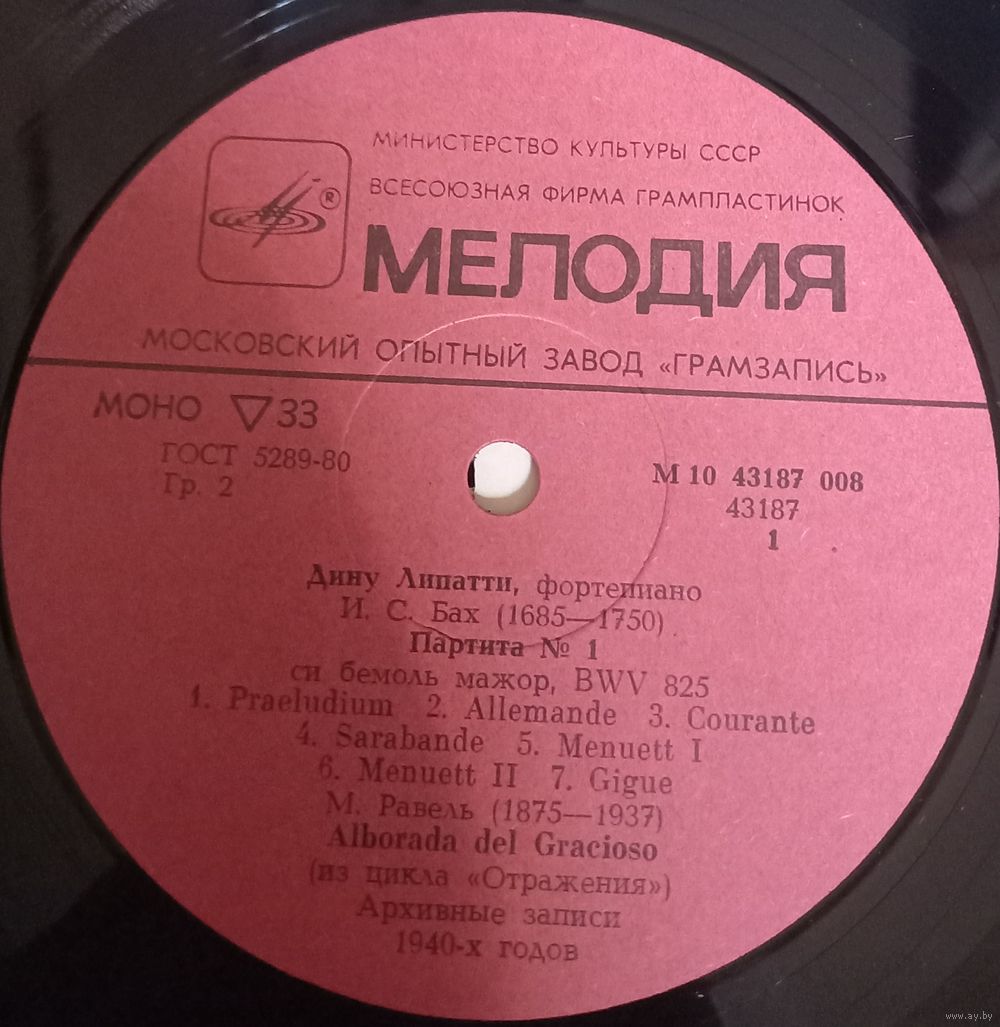 МИНИСТЕРСТВО КУЛЬТУРЫ СССР
ВСЕСОЮЗНАЯ ФИРМА ГРАМПЛАСТИНОК
®
МЕЛОДИЯ
МОСКОВСКИЙ ОПЫТНЫЙ ЗАВОД «ГРАМЗАПИСЬ»
МОНО ▽33
ГОСТ 5289-80
Гр. 2
М 10 43187 008
43187
1
Дину Липатти, фортепиано
И. С. Бах (1685—1750)
Партита № 1
си бемоль мажор, BWV 825
1. Praeludium 2. Allemande 3. Courante
4. Sarabande 5. Menuett I
6. Menuett II 7. Gigue
М. Равель (1875—1937)
Alborada del Gracioso
(из цикла «Отражения»)
Архивные записи
1940-х годов
www.ay.by